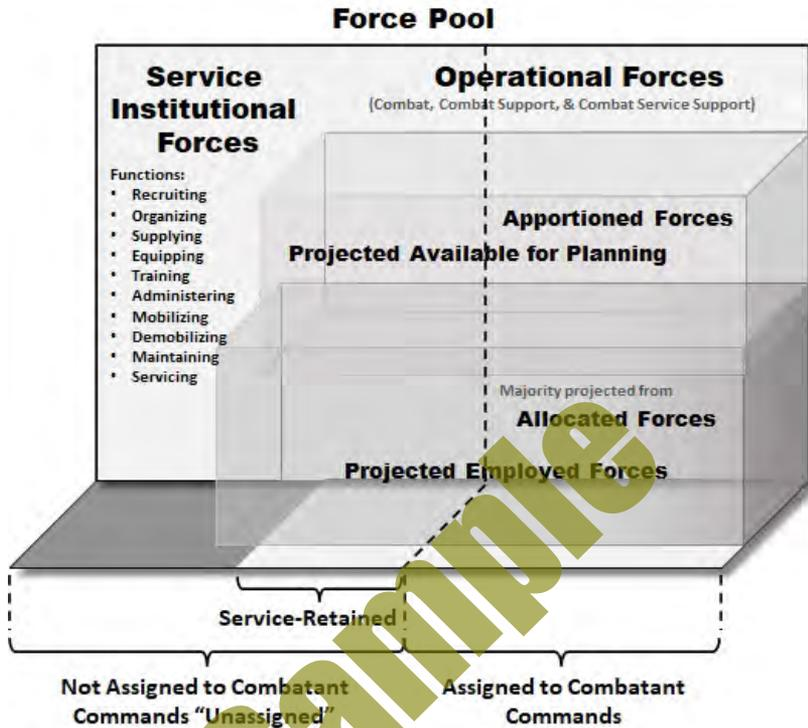 Force Pool
Service
Institutional
Forces
Functions:
• Recruiting
• Organizing
• Supplying
• Equipping
• Training
• Administering
• Mobilizing
• Demobilizing
• Maintaining
• Servicing
Operational Forces
(Combat, Combat Support, & Combat Service Support)
Apportioned Forces
Projected Available for Planning
Majority projected from
Allocated Forces
Projected Employed Forces
Service-Retained
Not Assigned to Combatant
Commands "Unassigned"
Assigned to Combatant
Commands
Sample